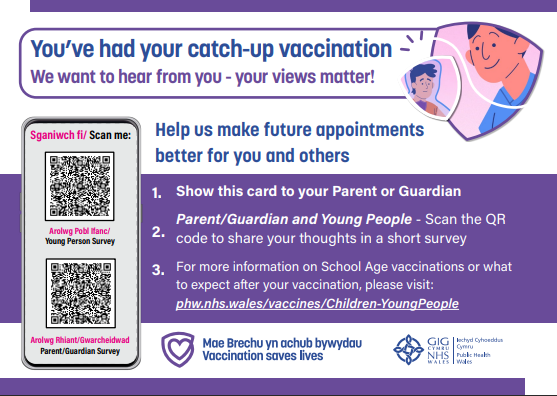 You've had your catch-up vaccination
We want to hear from you - your views matter!
Sganiwch fi/ Scan me:
Arolwg Pobl Ifanc/
Young Person Survey
Arolwg Rhiant/Gwarcheidwad
Parent/Guardian Survey
Help us make future appointments
better for you and others
1. Show this card to your Parent or Guardian
2. Parent/Guardian and Young People - Scan the QR
code to share your thoughts in a short survey
3. For more information on School Age vaccinations or what
to expect after your vaccination, please visit:
phw.nhs.wales/vaccines/Children-YoungPeople
Mae Brechu yn achub bywydau
Vaccination saves lives
GIG
CYMRU
NHS
WALES
Iechyd Cyhoeddus
Cymru
Public Health
Wales